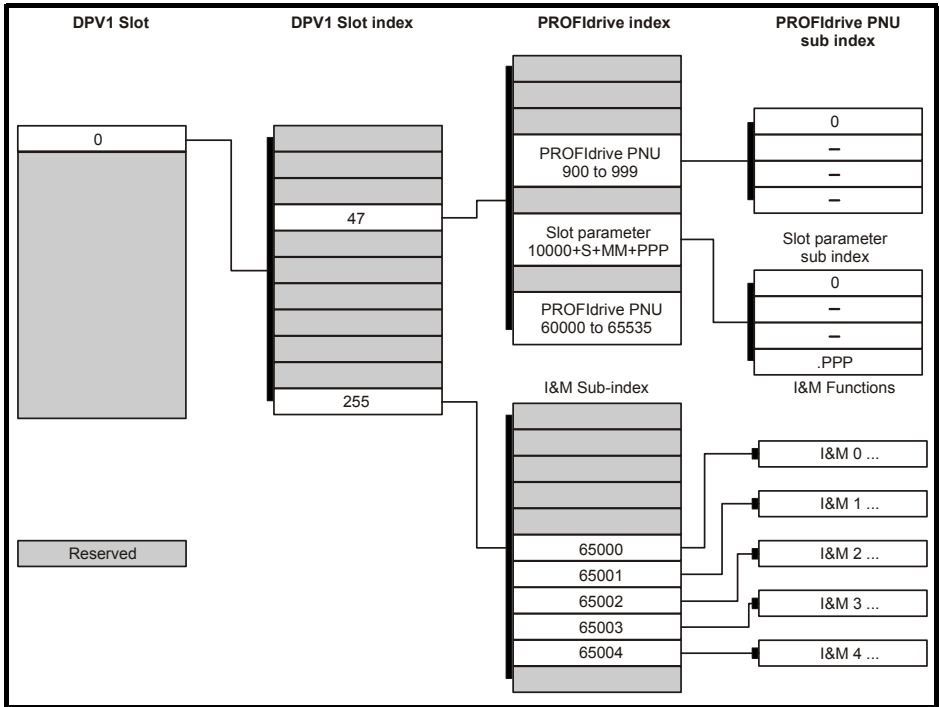 DPV1 Slot
DPV1 Slot index
PROFIdrive index
PROFIdrive PNU
sub index
0
47
255
Reserved
PROFIdrive PNU
900 to 999
Slot parameter
10000+S+MM+PPP
PROFIdrive PNU
60000 to 65535
0
–
–
–
Slot parameter
sub index
0
–
–
.PPP
I&M Sub-index
65000
65001
65002
65003
65004
I&M Functions
I&M 0 ...
I&M 1 ...
I&M 2 ...
I&M 3 ...
I&M 4 ...